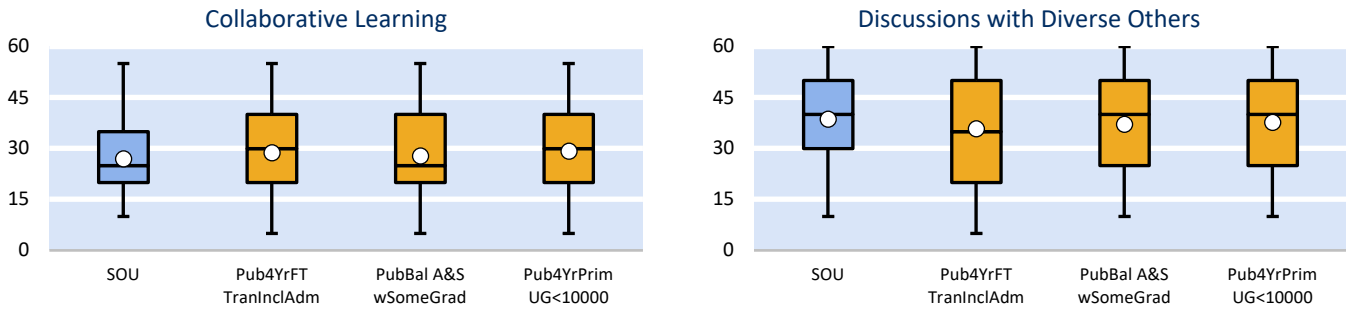 Collaborative Learning
60
45
30
15
0
SOU
Pub4YrFT
TranInclAdm
PubBal A&S
wSomeGrad
Pub4YrPrim
UG<10000
Discussions with Diverse Others
60
45
30
15
0
SOU
Pub4YrFT
TranInclAdm
PubBal A&S
wSomeGrad
Pub4YrPrim
UG<10000